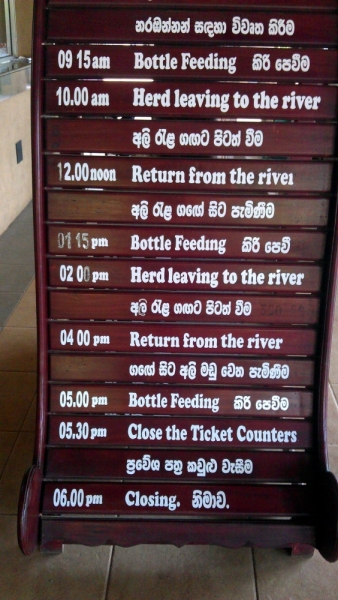 නරඹන්නන් සඳහා විවෘත කිරීම
09 15 am Bottle Feeding කිරි පෙවීම
10.00 am Herd leaving to the river
අලි රැළ ගඟට පිටත් වීම
12.00 noon Return from the river
අලි රැළ ගඟේ සිට පැමිණීම
01 15 pm Bottle Feeding කිරි පෙවී
02 00 pm Herd leaving to the river
අලි රැළ ගඟට පිටත් වීම
04 00 pm Return from the river
ගඟේ සිට අලි මඩු වෙත පැමිණීම
05.00 pm Bottle Feeding කිරි පෙවීම
05.30 pm Close the Ticket Counters
ප්‍රවේශ පත්‍ර කවුළු වැසීම
06.00 pm Closing. නිමාව.